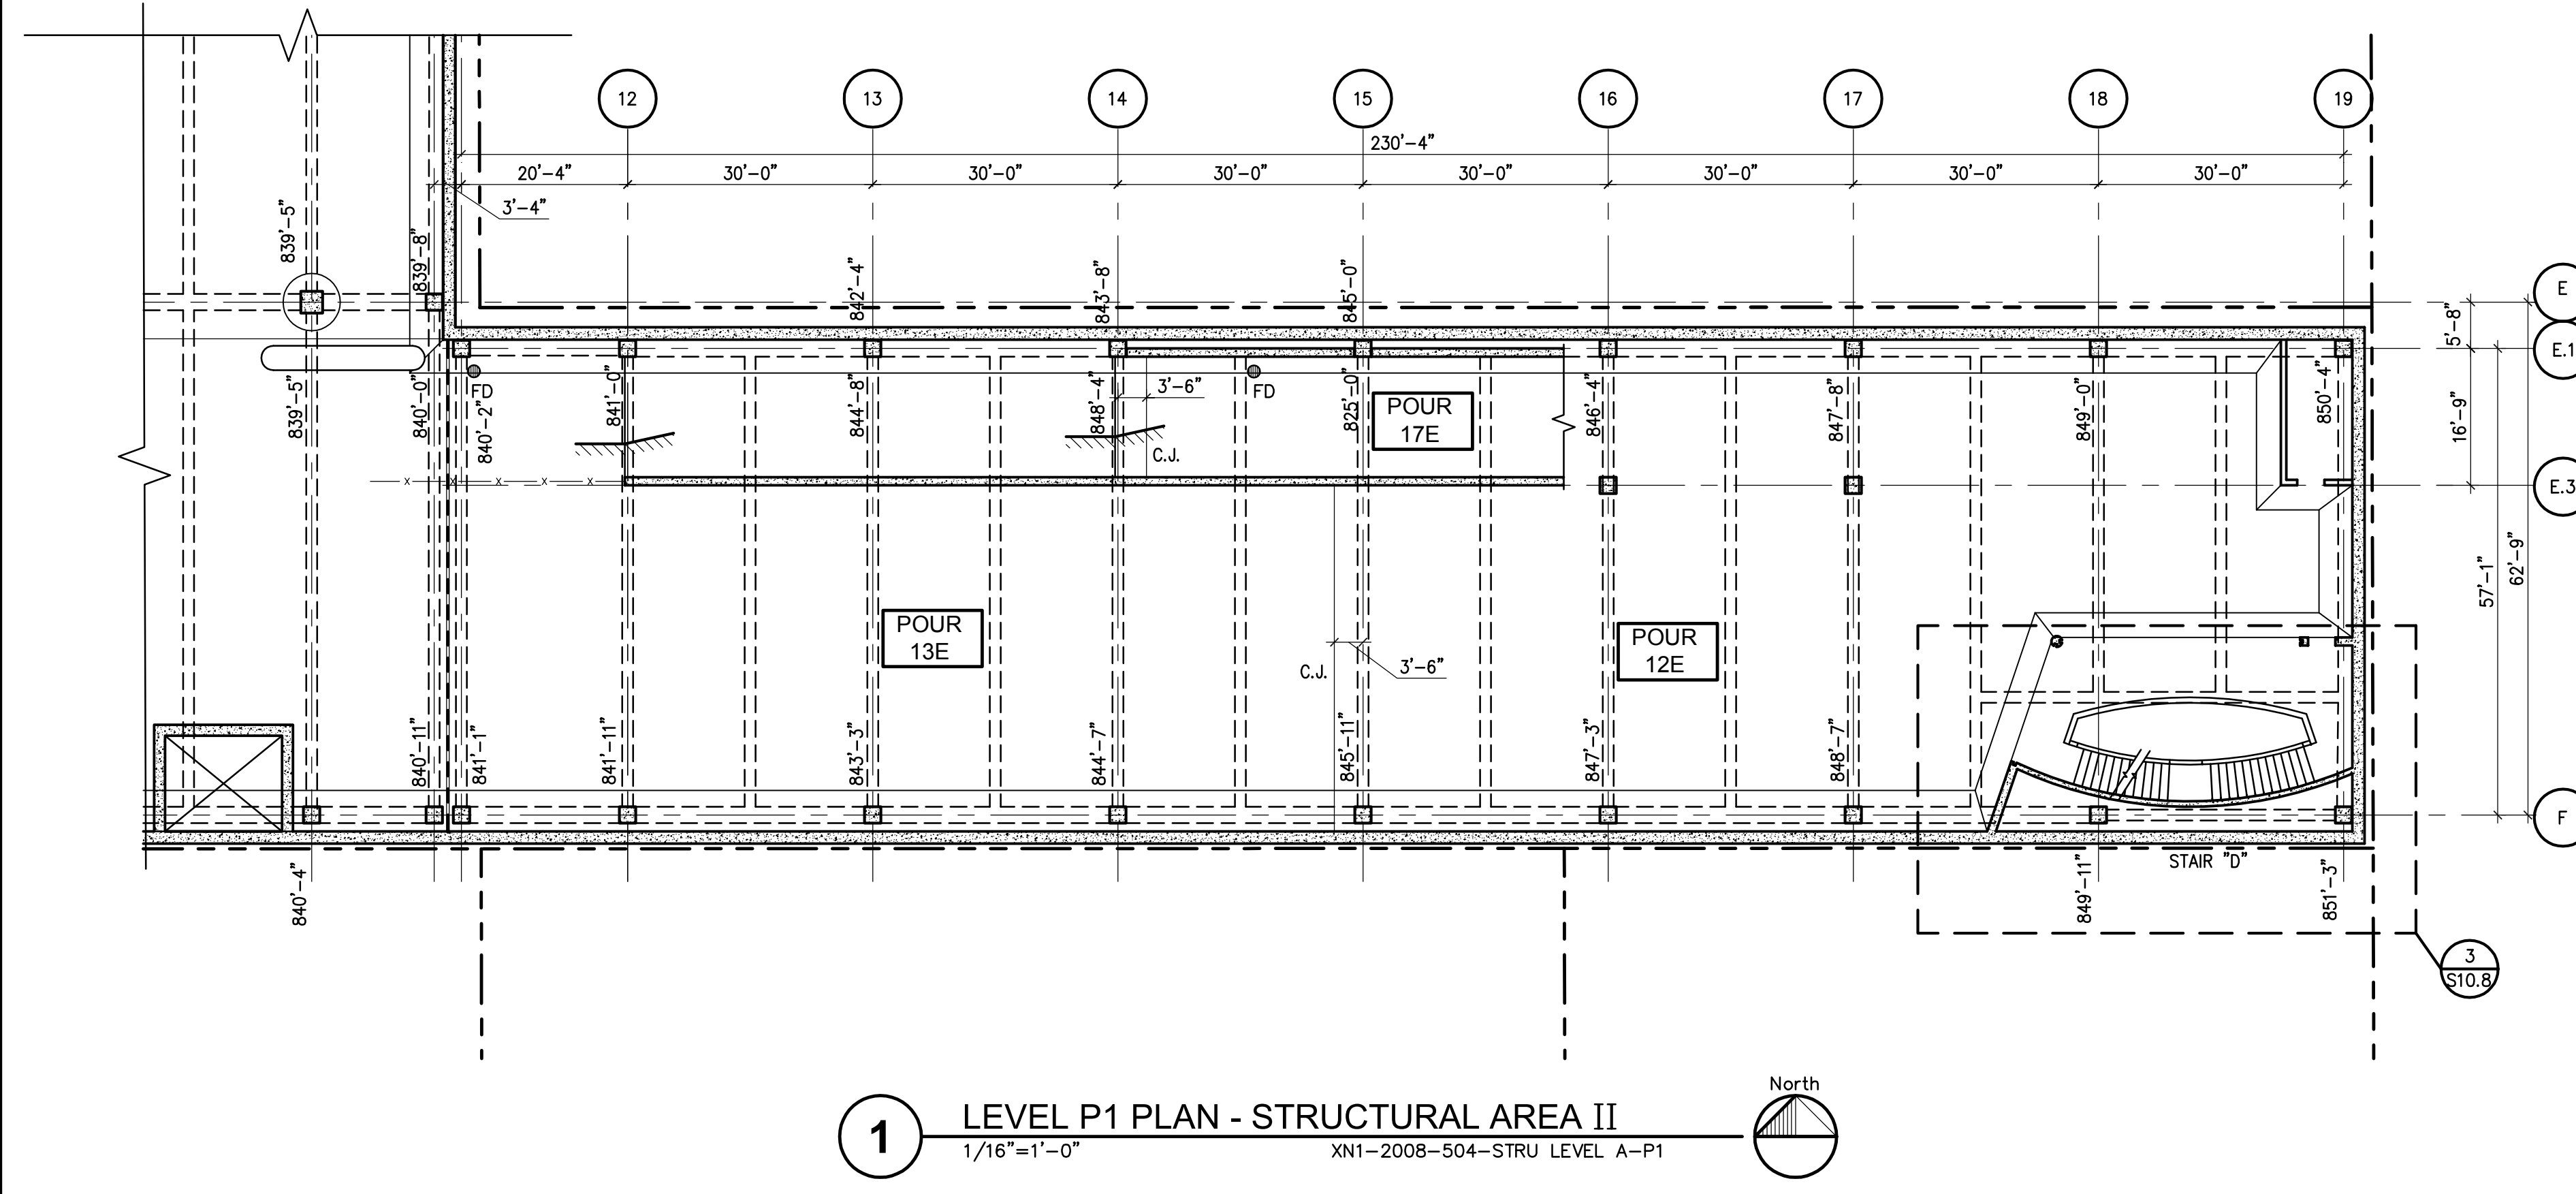 12 13 14 15 16 17 18 19
230'-4"
20'-4" 30'-0" 30'-0" 30'-0" 30'-0" 30'-0" 30'-0" 30'-0"
3'-4"
839'-5" 839'-8" 842'-4" 843'-8" 845'-0"
E
5'-8"
E.1
FD FD
839'-5" 840'-0" 840'-2" 841'-0" 844'-8" 848'-4" 3'-6" 825'-0" 846'-4" 847'-8" 849'-0" 850'-4" 16'-9"
POUR
17E
C.J.
x x x x x
E.3
57'-1" 62'-9"
POUR
13E
POUR
12E
C.J. 3'-6"
840'-11" 841'-1" 841'-11" 843'-3" 844'-7" 845'-11" 847'-3" 848'-7"
F
STAIR "D"
840'-4" 849'-11" 851'-3"
3
S10.8
North
1 LEVEL P1 PLAN - STRUCTURAL AREA II
1/16"=1'-0" XN1-2008-504-STRU LEVEL A-P1